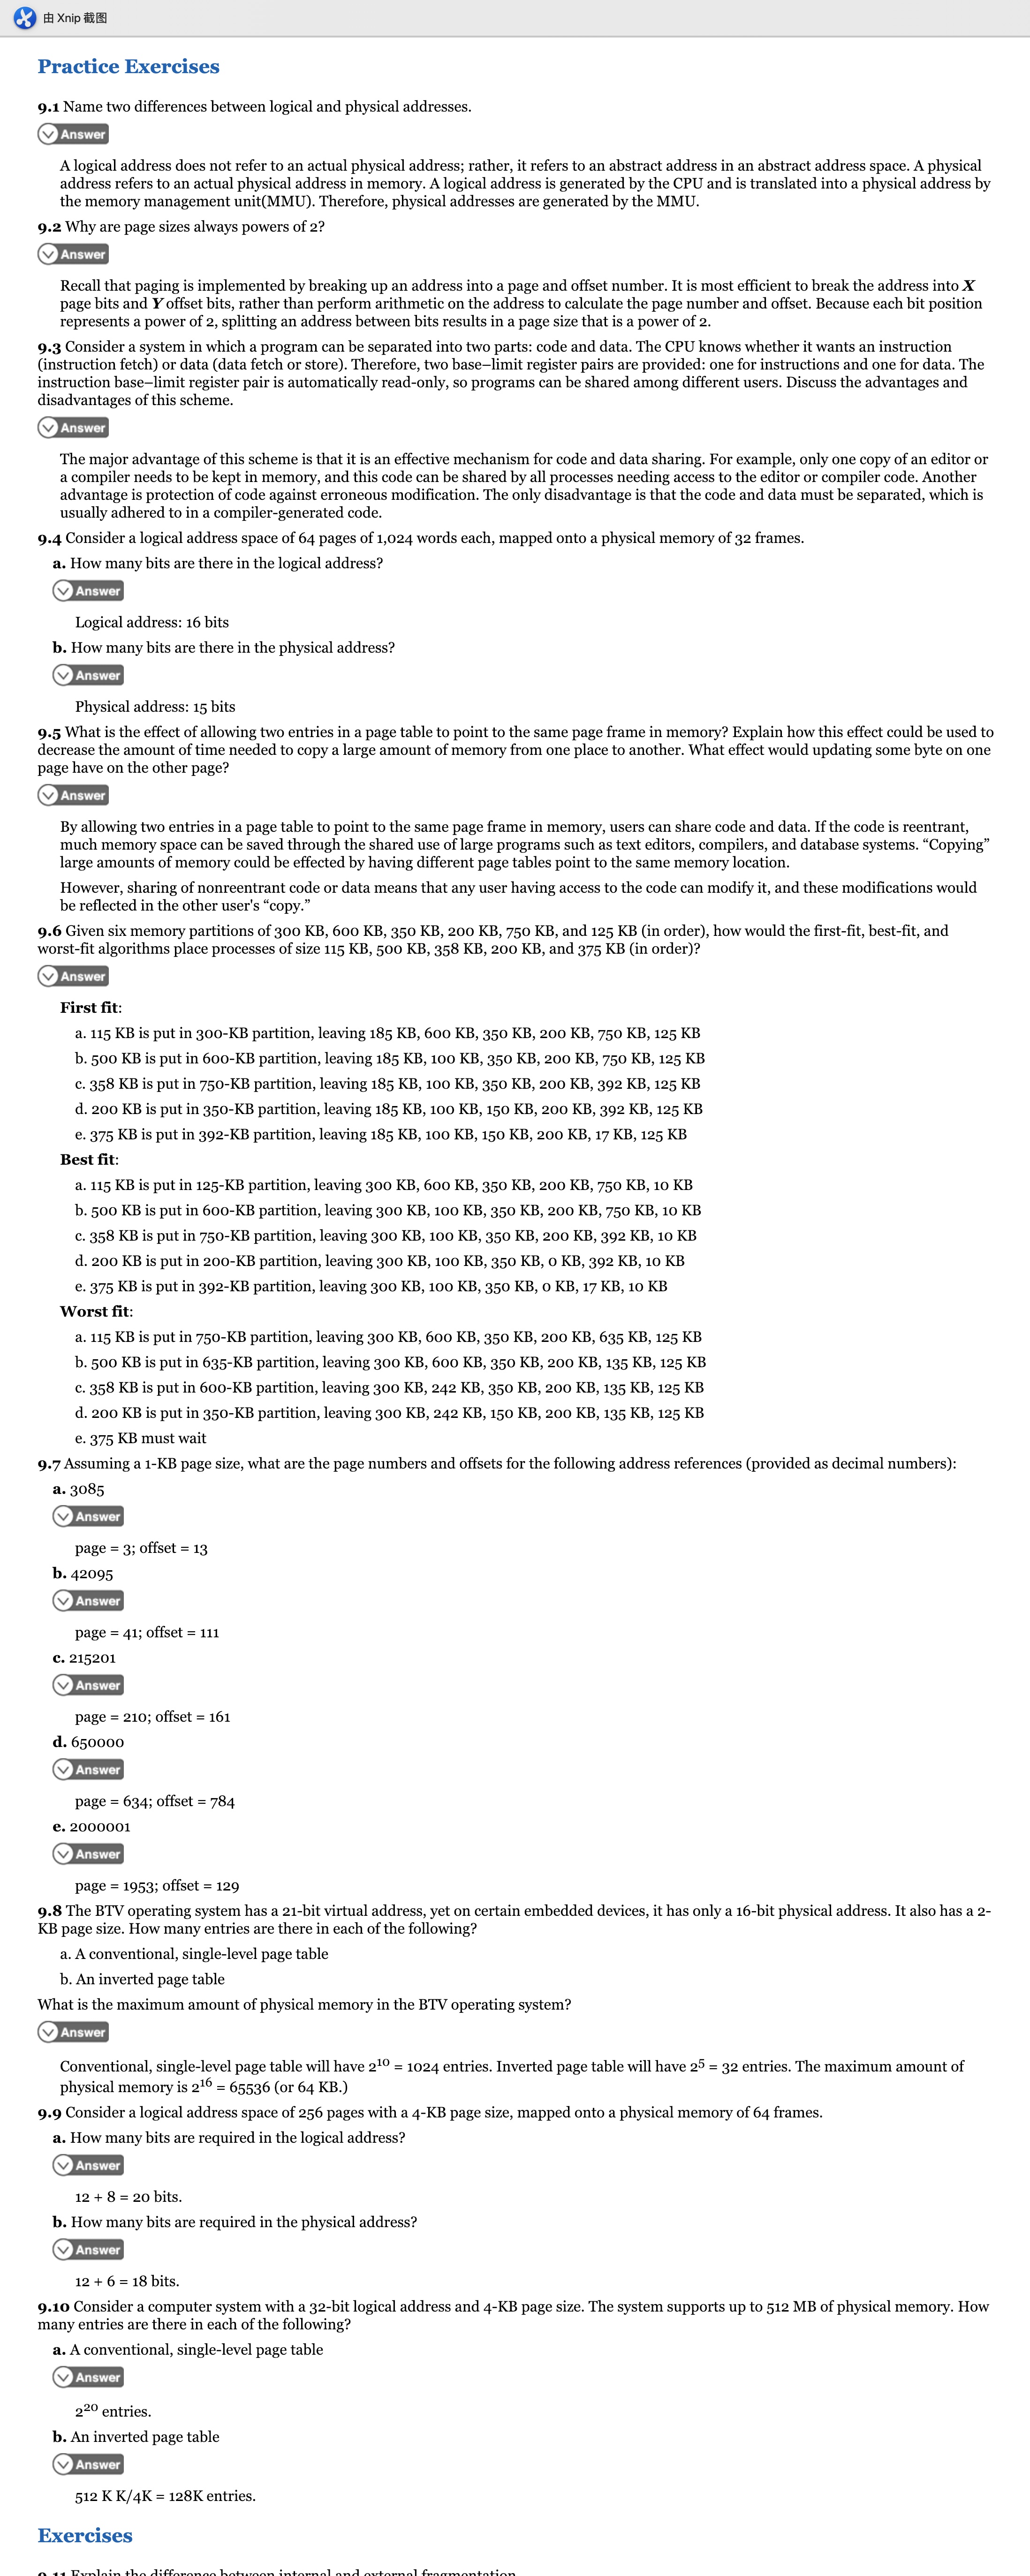 由 Xnip 截图
Practice Exercises
9.1 Name two differences between logical and physical addresses.
Answer
A logical address does not refer to an actual physical address; rather, it refers to an abstract address in an abstract address space. A physical
address refers to an actual physical address in memory. A logical address is generated by the CPU and is translated into a physical address by
the memory management unit(MMU). Therefore, physical addresses are generated by the MMU.
9.2 Why are page sizes always powers of 2?
Answer
Recall that paging is implemented by breaking up an address into a page and offset number. It is most efficient to break the address into X
page bits and Y offset bits, rather than perform arithmetic on the address to calculate the page number and offset. Because each bit position
represents a power of 2, splitting an address between bits results in a page size that is a power of 2.
9.3 Consider a system in which a program can be separated into two parts: code and data. The CPU knows whether it wants an instruction
(instruction fetch) or data (data fetch or store). Therefore, two base–limit register pairs are provided: one for instructions and one for data. The
instruction base–limit register pair is automatically read-only, so programs can be shared among different users. Discuss the advantages and
disadvantages of this scheme.
Answer
The major advantage of this scheme is that it is an effective mechanism for code and data sharing. For example, only one copy of an editor or
a compiler needs to be kept in memory, and this code can be shared by all processes needing access to the editor or compiler code. Another
advantage is protection of code against erroneous modification. The only disadvantage is that the code and data must be separated, which is
usually adhered to in a compiler-generated code.
9.4 Consider a logical address space of 64 pages of 1,024 words each, mapped onto a physical memory of 32 frames.
a. How many bits are there in the logical address?
Answer
Logical address: 16 bits
b. How many bits are there in the physical address?
Answer
Physical address: 15 bits
9.5 What is the effect of allowing two entries in a page table to point to the same page frame in memory? Explain how this effect could be used to
decrease the amount of time needed to copy a large amount of memory from one place to another. What effect would updating some byte on one
page have on the other page?
Answer
By allowing two entries in a page table to point to the same page frame in memory, users can share code and data. If the code is reentrant,
much memory space can be saved through the shared use of large programs such as text editors, compilers, and database systems. “Copying”
large amounts of memory could be effected by having different page tables point to the same memory location.
However, sharing of nonreentrant code or data means that any user having access to the code can modify it, and these modifications would
be reflected in the other user's “copy.”
9.6 Given six memory partitions of 300 KB, 600 KB, 350 KB, 200 KB, 750 KB, and 125 KB (in order), how would the first-fit, best-fit, and
worst-fit algorithms place processes of size 115 KB, 500 KB, 358 KB, 200 KB, and 375 KB (in order)?
Answer
First fit:
a. 115 KB is put in 300-KB partition, leaving 185 KB, 600 KB, 350 KB, 200 KB, 750 KB, 125 KB
b. 500 KB is put in 600-KB partition, leaving 185 KB, 100 KB, 350 KB, 200 KB, 750 KB, 125 KB
c. 358 KB is put in 750-KB partition, leaving 185 KB, 100 KB, 350 KB, 200 KB, 392 KB, 125 KB
d. 200 KB is put in 350-KB partition, leaving 185 KB, 100 KB, 150 KB, 200 KB, 392 KB, 125 KB
e. 375 KB is put in 392-KB partition, leaving 185 KB, 100 KB, 150 KB, 200 KB, 17 KB, 125 KB
Best fit:
a. 115 KB is put in 125-KB partition, leaving 300 KB, 600 KB, 350 KB, 200 KB, 750 KB, 10 KB
b. 500 KB is put in 600-KB partition, leaving 300 KB, 100 KB, 350 KB, 200 KB, 750 KB, 10 KB
c. 358 KB is put in 750-KB partition, leaving 300 KB, 100 KB, 350 KB, 200 KB, 392 KB, 10 KB
d. 200 KB is put in 200-KB partition, leaving 300 KB, 100 KB, 350 KB, 0 KB, 392 KB, 10 KB
e. 375 KB is put in 392-KB partition, leaving 300 KB, 100 KB, 350 KB, 0 KB, 17 KB, 10 KB
Worst fit:
a. 115 KB is put in 750-KB partition, leaving 300 KB, 600 KB, 350 KB, 200 KB, 635 KB, 125 KB
b. 500 KB is put in 635-KB partition, leaving 300 KB, 600 KB, 350 KB, 200 KB, 135 KB, 125 KB
c. 358 KB is put in 600-KB partition, leaving 300 KB, 242 KB, 350 KB, 200 KB, 135 KB, 125 KB
d. 200 KB is put in 350-KB partition, leaving 300 KB, 242 KB, 150 KB, 200 KB, 135 KB, 125 KB
e. 375 KB must wait
9.7 Assuming a 1-KB page size, what are the page numbers and offsets for the following address references (provided as decimal numbers):
a. 3085
Answer
page = 3; offset = 13
b. 42095
Answer
page = 41; offset = 111
c. 215201
Answer
page = 210; offset = 161
d. 650000
Answer
page = 634; offset = 784
e. 2000001
Answer
page = 1953; offset = 129
9.8 The BTV operating system has a 21-bit virtual address, yet on certain embedded devices, it has only a 16-bit physical address. It also has a 2-
KB page size. How many entries are there in each of the following?
a. A conventional, single-level page table
b. An inverted page table
What is the maximum amount of physical memory in the BTV operating system?
Answer
Conventional, single-level page table will have 2¹⁰ = 1024 entries. Inverted page table will have 2⁵ = 32 entries. The maximum amount of
physical memory is 2¹⁶ = 65536 (or 64 KB.)
9.9 Consider a logical address space of 256 pages with a 4-KB page size, mapped onto a physical memory of 64 frames.
a. How many bits are required in the logical address?
Answer
12 + 8 = 20 bits.
b. How many bits are required in the physical address?
Answer
12 + 6 = 18 bits.
9.10 Consider a computer system with a 32-bit logical address and 4-KB page size. The system supports up to 512 MB of physical memory. How
many entries are there in each of the following?
a. A conventional, single-level page table
Answer
2²⁰ entries.
b. An inverted page table
Answer
512 K K/4K = 128K entries.
Exercises
9.11 Explain the difference between internal and external fragmentation.